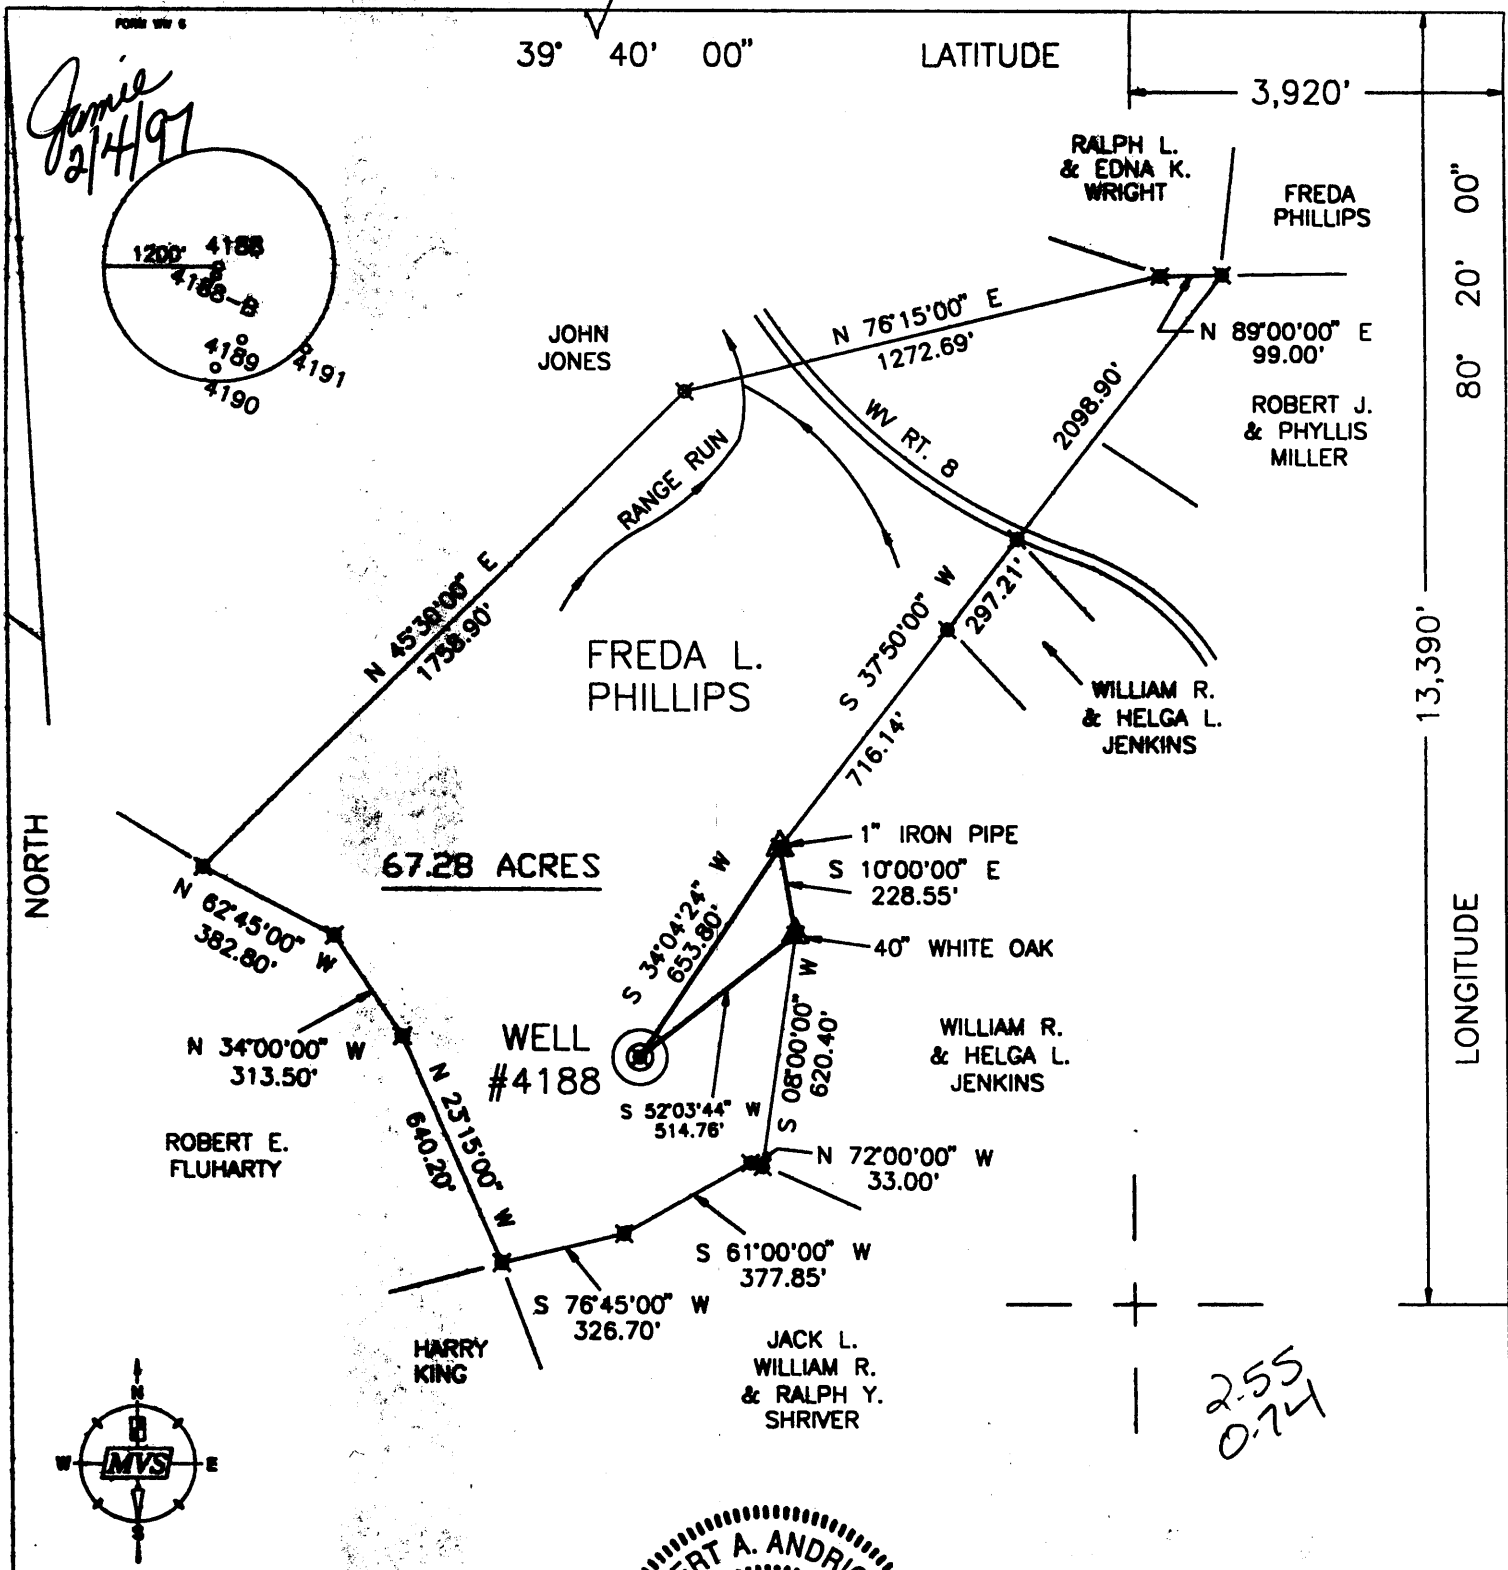 FORM WW 6
39° 40' 00" LATITUDE
3,920'
Jamie
2/4/97
1200' 4188
4188-B
4189
4191
4190
RALPH L.
& EDNA K.
WRIGHT
FREDA
PHILLIPS
00"
20'
80°
JOHN
JONES
N 76°15'00" E
1272.69'
N 89°00'00" E
99.00'
2098.90'
ROBERT J.
& PHYLLIS
MILLER
WV RT. 8
RANGE RUN
N 45°30'00" E
1758.90'
S 37°50'00" W
297.21'
FREDA L.
PHILLIPS
13,390'
WILLIAM R.
& HELGA L.
JENKINS
716.14'
NORTH
67.28 ACRES
1" IRON PIPE
S 10°00'00" E
228.55'
N 62°45'00" W
382.80'
S 34°04'24" W
653.80'
40" WHITE OAK
LONGITUDE
N 34°00'00" W
313.50'
WELL
#4188
S 08°00'00" W
620.40'
WILLIAM R.
& HELGA L.
JENKINS
N 23°15'00" W
640.20'
S 52°03'44" W
514.76'
ROBERT E.
FLUHARTY
N 72°00'00" W
33.00'
S 61°00'00" W
377.85'
S 76°45'00" W
326.70'
HARRY
KING
JACK L.
WILLIAM R.
& RALPH Y.
SHRIVER
2.55
0.74
N
W MVS E
S
ERT A. ANDRIC